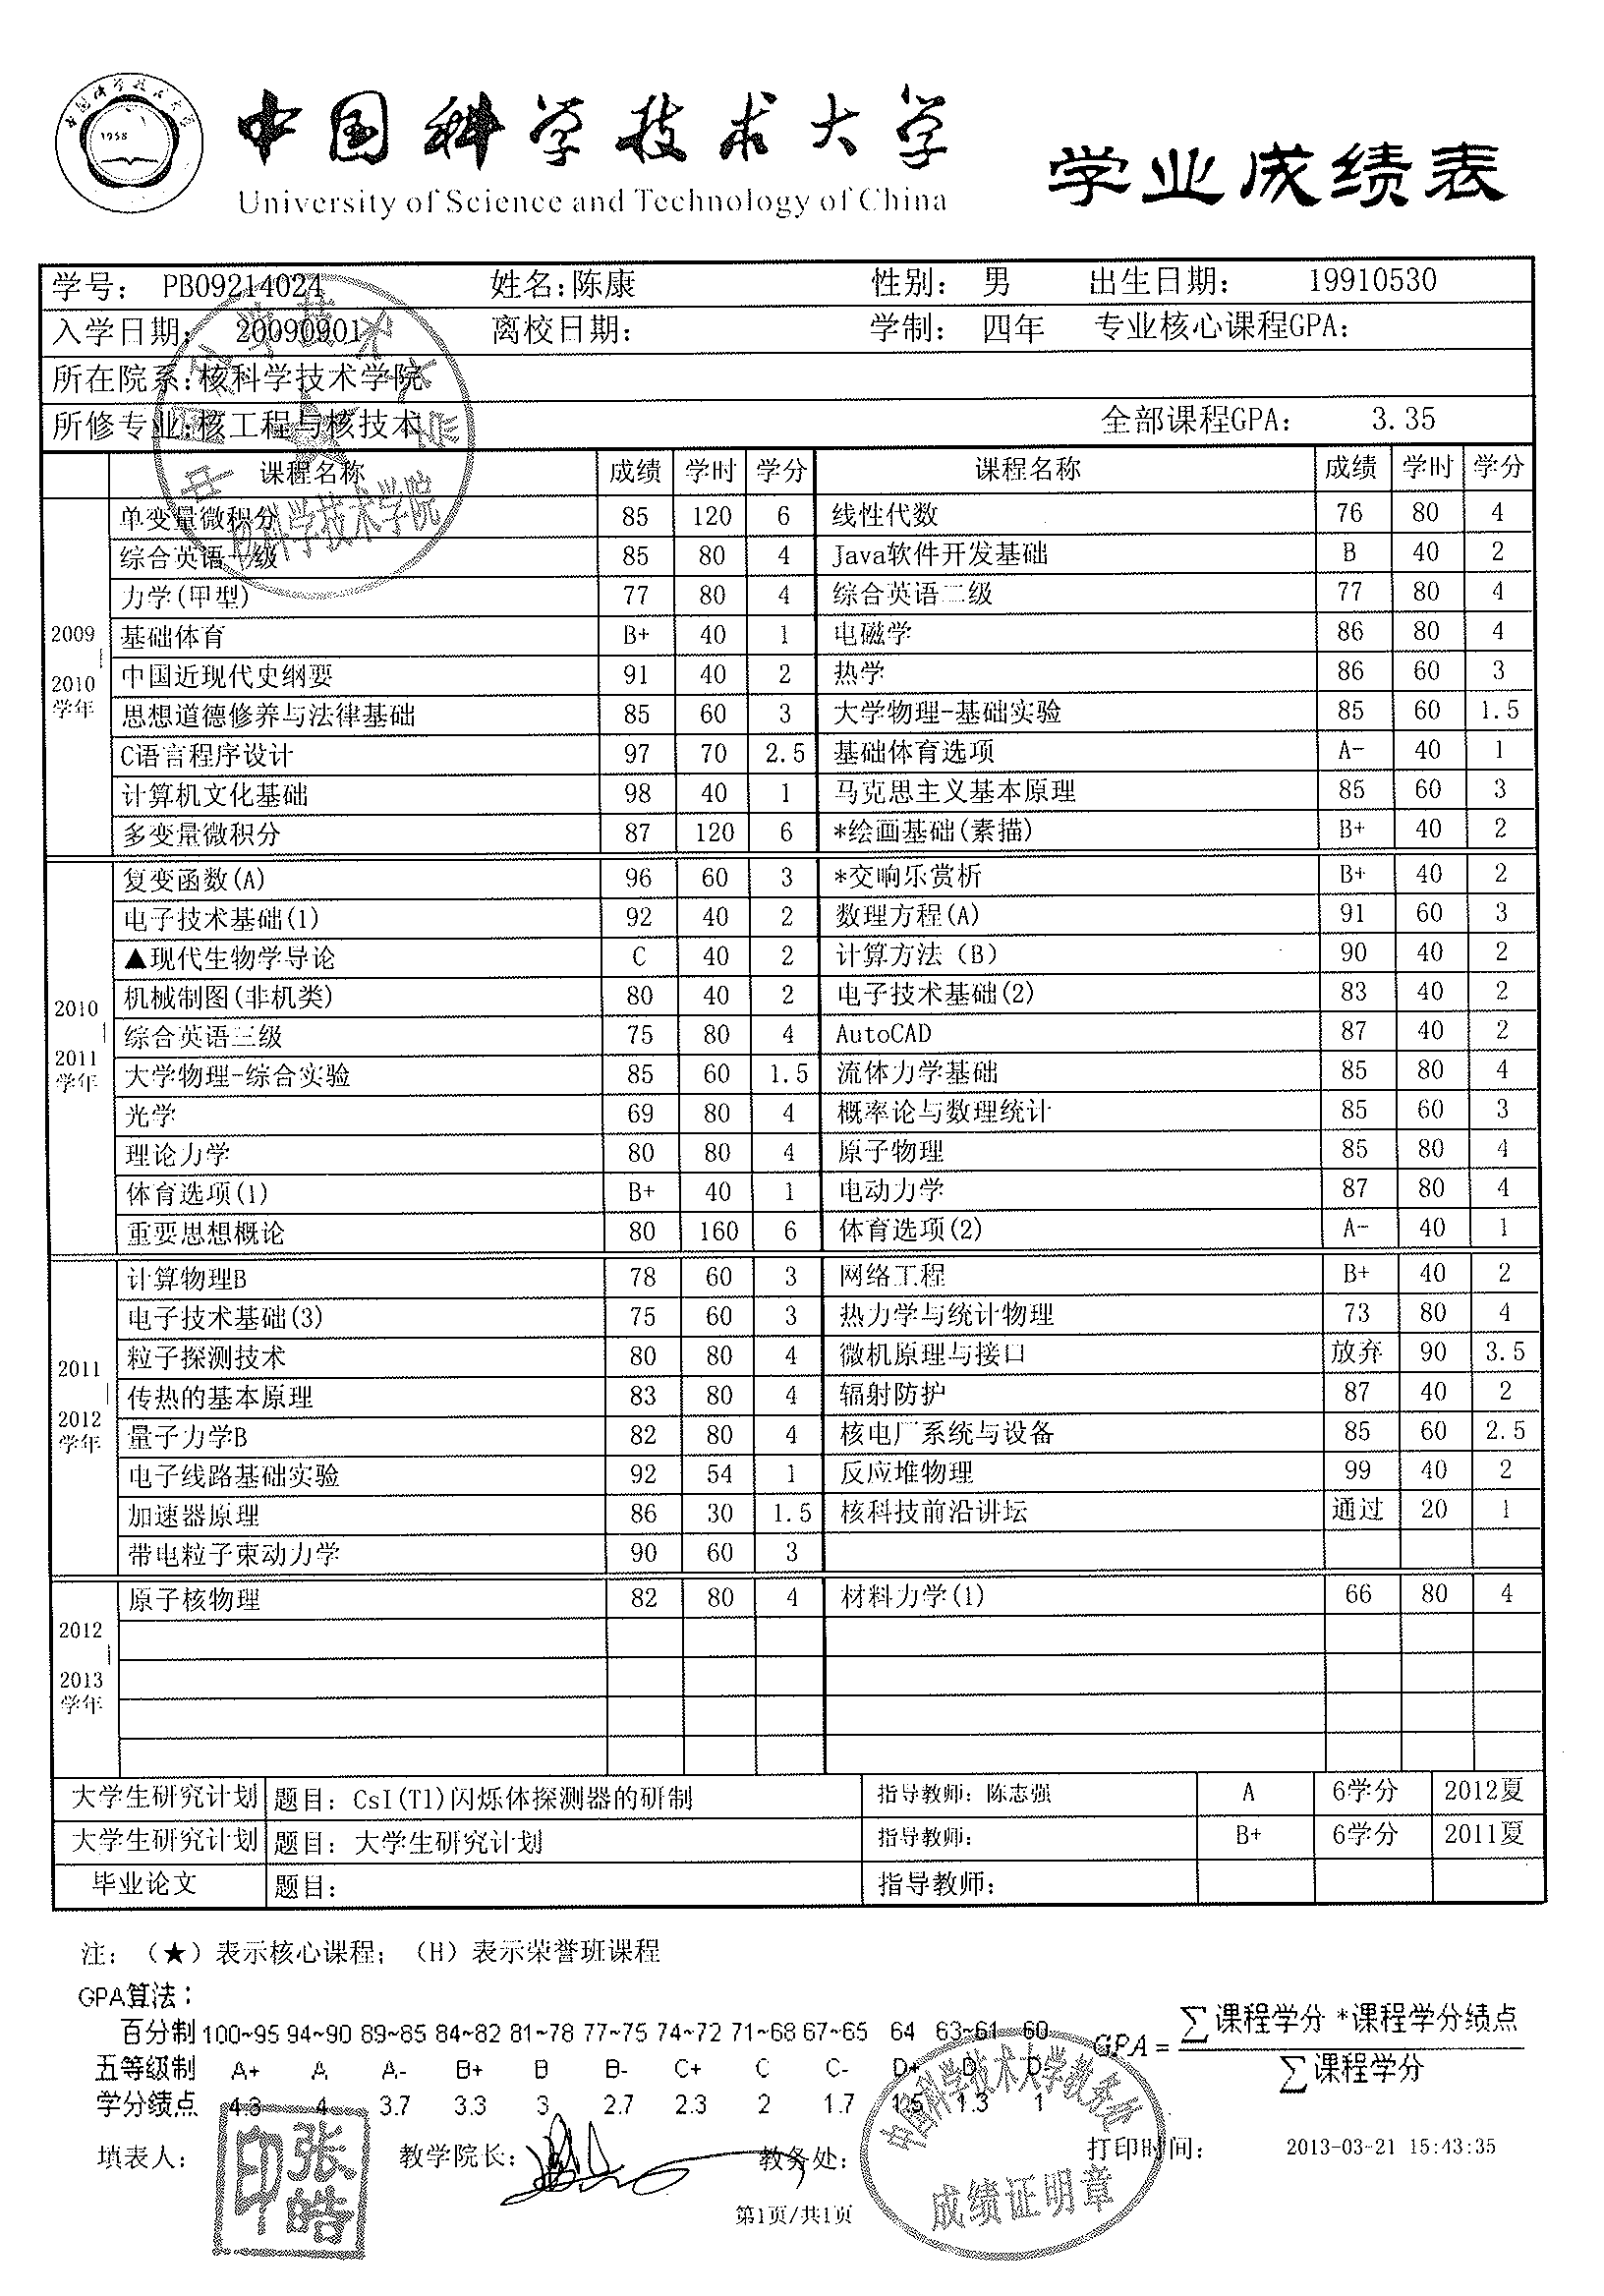 中国科学技术大学
University of Science and Technology of China
学业成绩表
学号: PB09214024 姓名:陈康 性别: 男 出生日期: 19910530
入学日期: 20090901 离校日期: 学制: 四年 专业核心课程GPA:
所在院系:核科学技术学院
所修专业:核工程与核技术 全部课程GPA: 3.35
课程名称 成绩 学时 学分 课程名称 成绩 学时 学分
2009|2010学年
单变量微积分 85 120 6 线性代数 76 80 4
综合英语一级 85 80 4 Java软件开发基础 B 40 2
力学(甲型) 77 80 4 综合英语二级 77 80 4
基础体育 B+ 40 1 电磁学 86 80 4
中国近现代史纲要 91 40 2 热学 86 60 3
思想道德修养与法律基础 85 60 3 大学物理-基础实验 85 60 1.5
C语言程序设计 97 70 2.5 基础体育选项 A- 40 1
计算机文化基础 98 40 1 马克思主义基本原理 85 60 3
多变量微积分 87 120 6 *绘画基础(素描) B+ 40 2
2010|2011学年
复变函数(A) 96 60 3 *交响乐赏析 B+ 40 2
电子技术基础(1) 92 40 2 数理方程(A) 91 60 3
▲现代生物学导论 C 40 2 计算方法（B） 90 40 2
机械制图(非机类) 80 40 2 电子技术基础(2) 83 40 2
综合英语三级 75 80 4 AutoCAD 87 40 2
大学物理-综合实验 85 60 1.5 流体力学基础 85 80 4
光学 69 80 4 概率论与数理统计 85 60 3
理论力学 80 80 4 原子物理 85 80 4
体育选项(1) B+ 40 1 电动力学 87 80 4
重要思想概论 80 160 6 体育选项(2) A- 40 1
2011|2012学年
计算物理B 78 60 3 网络工程 B+ 40 2
电子技术基础(3) 75 60 3 热力学与统计物理 73 80 4
粒子探测技术 80 80 4 微机原理与接口 放弃 90 3.5
传热的基本原理 83 80 4 辐射防护 87 40 2
量子力学B 82 80 4 核电厂系统与设备 85 60 2.5
电子线路基础实验 92 54 1 反应堆物理 99 40 2
加速器原理 86 30 1.5 核科技前沿讲坛 通过 20 1
带电粒子束动力学 90 60 3
2012|2013学年
原子核物理 82 80 4 材料力学(1) 66 80 4
大学生研究计划 题目: CsI(Tl)闪烁体探测器的研制 指导教师: 陈志强 A 6学分 2012夏
大学生研究计划 题目: 大学生研究计划 指导教师: B+ 6学分 2011夏
毕业论文 题目: 指导教师:
注: （★）表示核心课程; （H）表示荣誉班课程
GPA算法：
百分制 100~95 94~90 89~85 84~82 81~78 77~75 74~72 71~68 67~65 64 63~61 60
五等级制 A+ A A- B+ B B- C+ C C- D+ D D-
学分绩点 4.3 4 3.7 3.3 3 2.7 2.3 2 1.7 1.5 1.3 1
GPA = ∑课程学分 *课程学分绩点 / ∑课程学分
填表人: 教学院长: 教务处: 打印时间: 2013-03-21 15:43:35
张皓印
中国科学技术大学教务处
成绩证明章
第1页/共1页